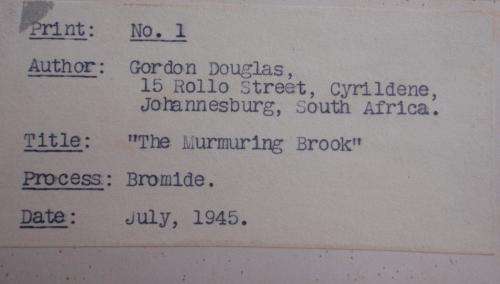 Print: No. 1
Author: Gordon Douglas,
15 Rollo Street, Cyrildene,
Johannesburg, South Africa.
Title: "The Murmuring Brook"
Process: Bromide.
Date: July, 1945.